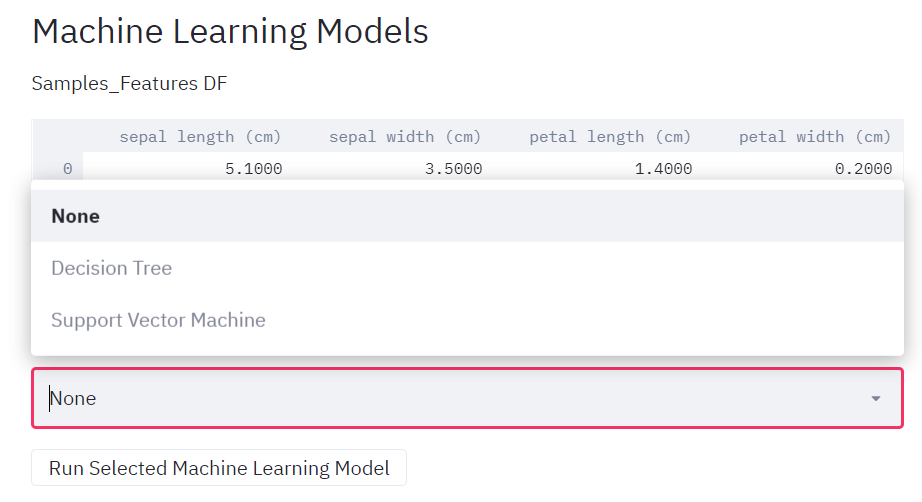 Machine Learning Models
Samples_Features DF
sepal length (cm) sepal width (cm) petal length (cm) petal width (cm)
0 5.1000 3.5000 1.4000 0.2000
None
Decision Tree
Support Vector Machine
None
Run Selected Machine Learning Model